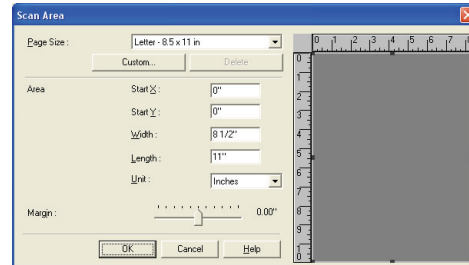 Scan Area
Page Size :
Letter - 8.5 x 11 in
Custom...
Delete
Area
Start X :
0"
Start Y :
0"
Width :
8 1/2"
Length :
11"
Unit :
Inches
Margin :
0.00"
OK
Cancel
Help
0 1 2 3 4 5 6 7 8
0
1
2
3
4
5
6
7
8
9